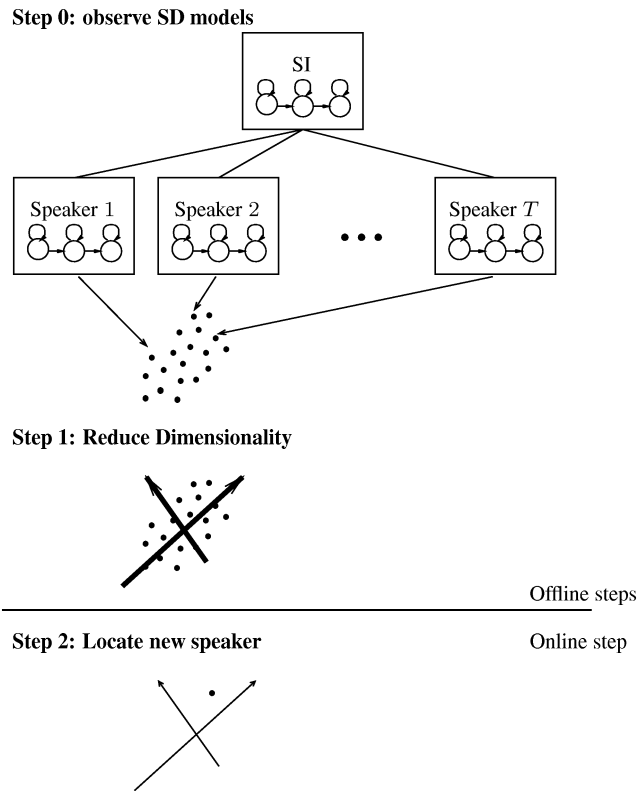 Step 0: observe SD models
SI
Speaker 1
Speaker 2
Speaker T
Step 1: Reduce Dimensionality
Offline steps
Step 2: Locate new speaker
Online step